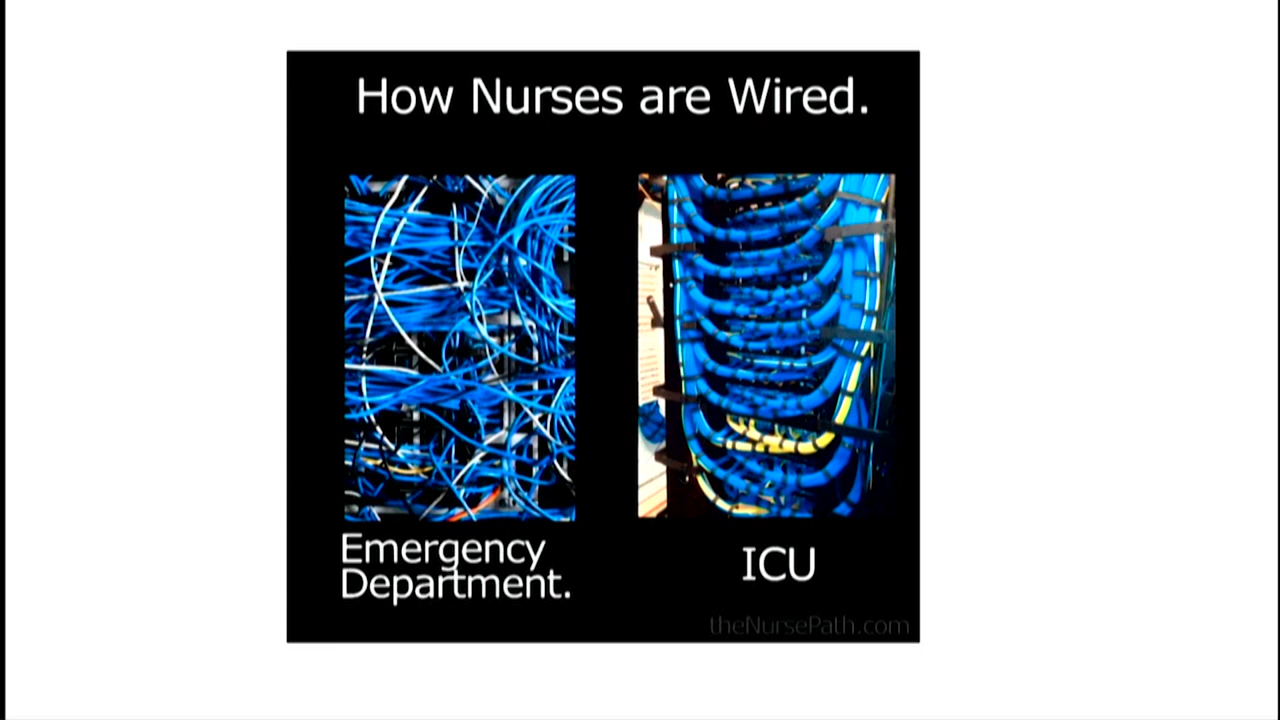 How Nurses are Wired.
Emergency
Department.
ICU
theNursePath.com